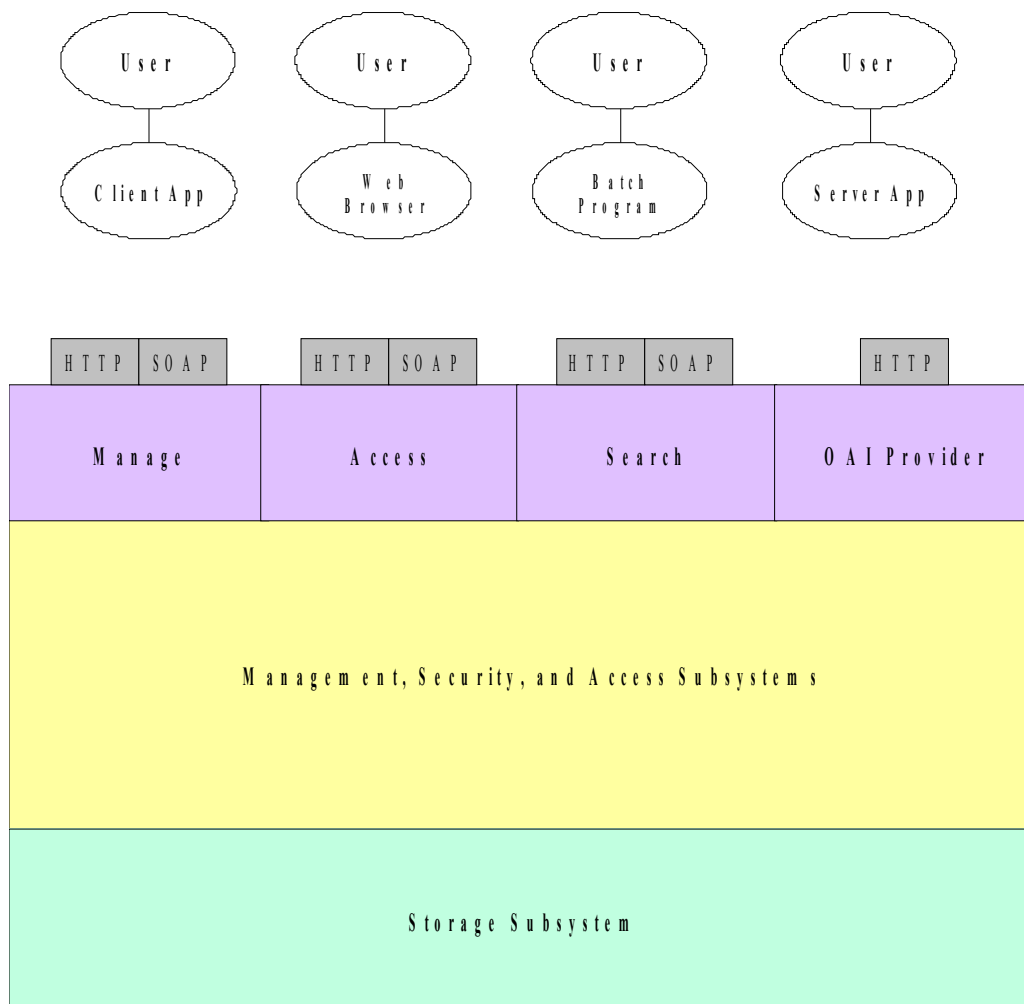 User
User
User
User
Client App
Web
Browser
Batch
Program
Server App
HTTP
SOAP
HTTP
SOAP
HTTP
SOAP
HTTP
Manage
Access
Search
OAI Provider
Management, Security, and Access Subsystems
Storage Subsystem